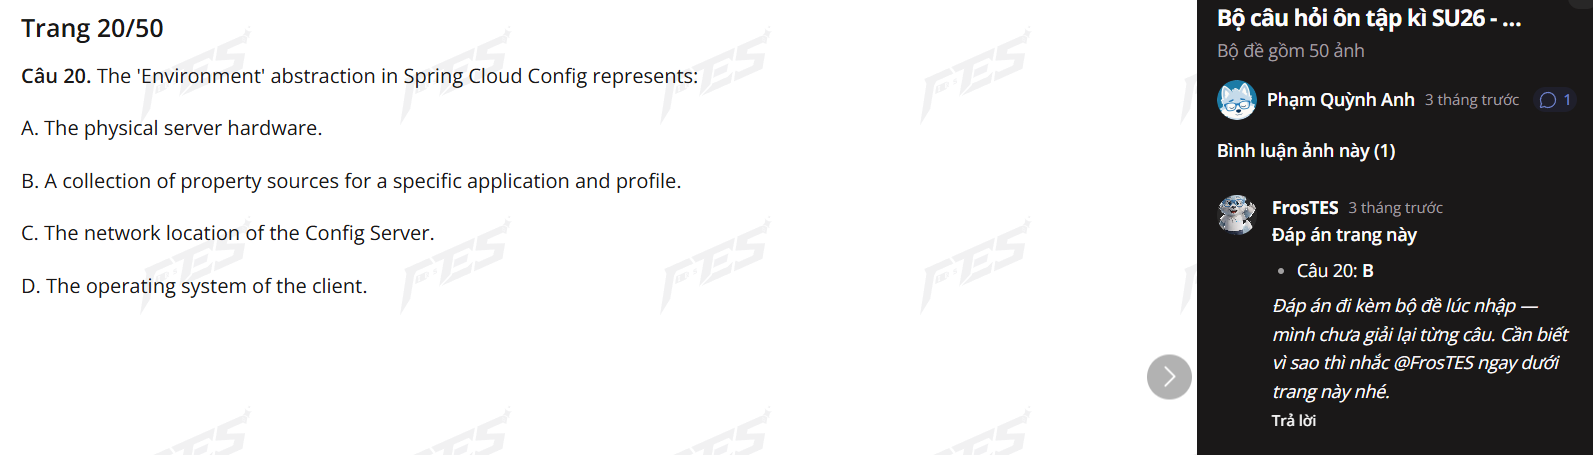 Trang 20/50
Câu 20. The 'Environment' abstraction in Spring Cloud Config represents:
A. The physical server hardware.
B. A collection of property sources for a specific application and profile.
C. The network location of the Config Server.
D. The operating system of the client.
Bộ câu hỏi ôn tập kì SU26 - ...
Bộ đề gồm 50 ảnh
Phạm Quỳnh Anh 3 tháng trước 1
Bình luận ảnh này (1)
FrosTES 3 tháng trước
Đáp án trang này
• Câu 20: B
Đáp án đi kèm bộ đề lúc nhập —
mình chưa giải lại từng câu. Cần biết
vì sao thì nhắc @FrosTES ngay dưới
trang này nhé.
Trả lời